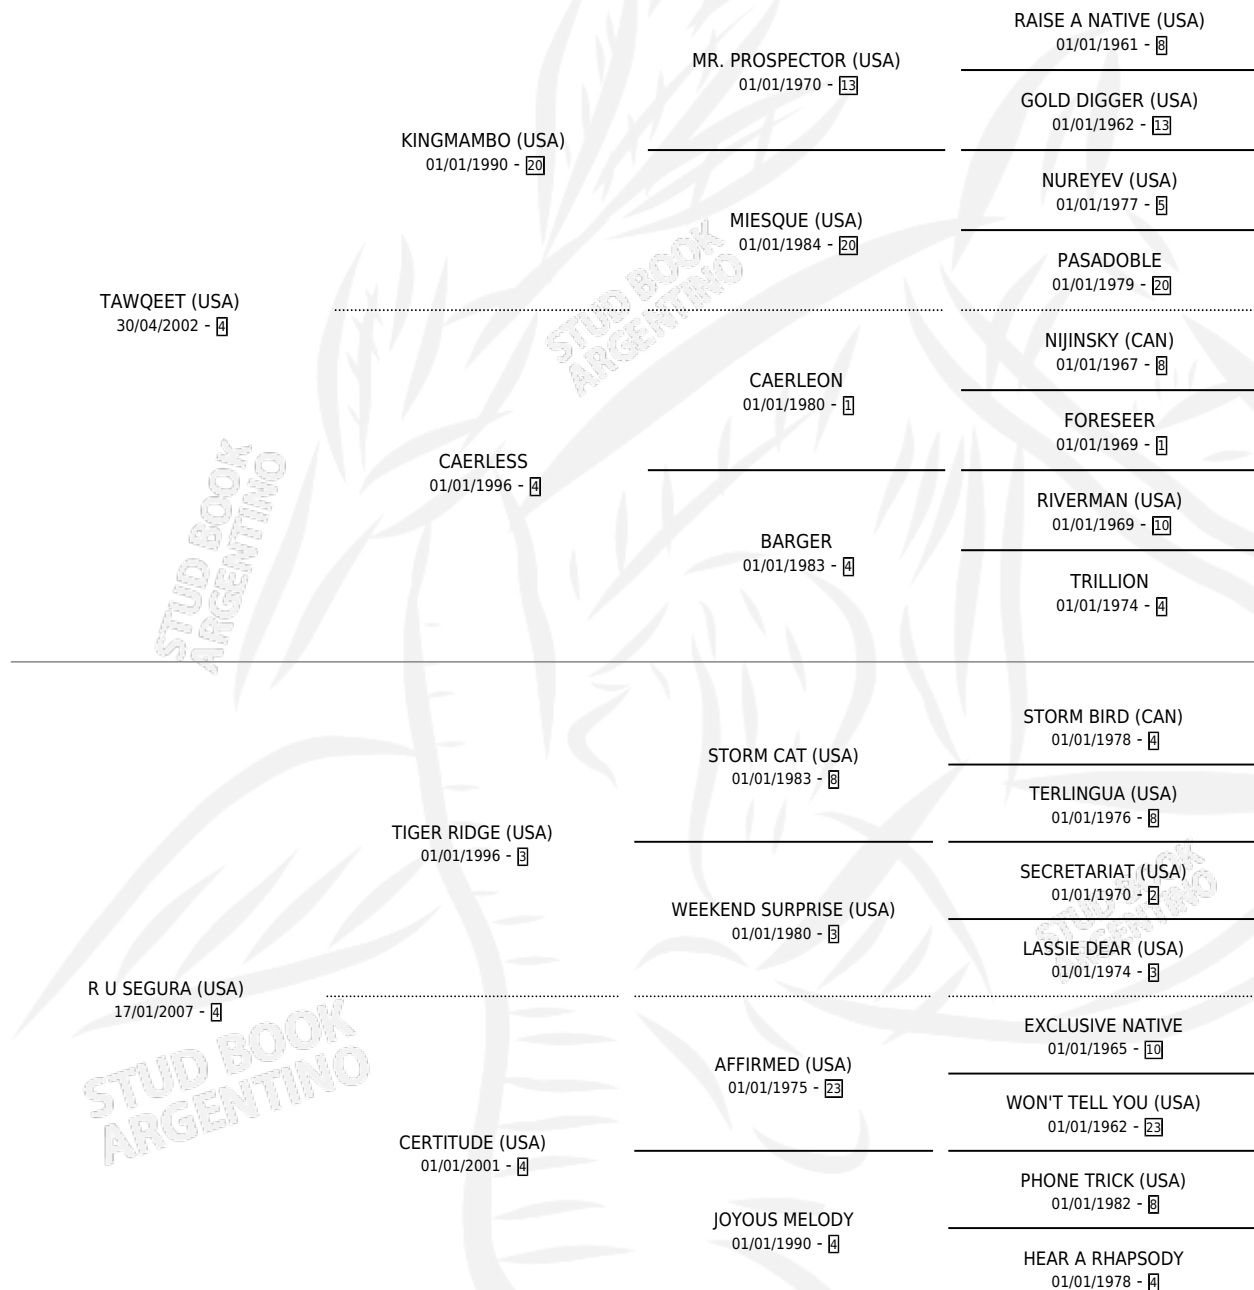 RAISE A NATIVE (USA)
01/01/1961 - 8
MR. PROSPECTOR (USA)
01/01/1970 - 13
GOLD DIGGER (USA)
01/01/1962 - 13
KINGMAMBO (USA)
01/01/1990 - 20
NUREYEV (USA)
01/01/1977 - 5
MIESQUE (USA)
01/01/1984 - 20
PASADOBLE
01/01/1979 - 20
TAWQEET (USA)
30/04/2002 - 4
STUD BOOK
ARGENTINO
NIJINSKY (CAN)
01/01/1967 - 8
CAERLEON
01/01/1980 - 1
FORESEER
01/01/1969 - 1
CAERLESS
01/01/1996 - 4
RIVERMAN (USA)
01/01/1969 - 10
BARGER
01/01/1983 - 4
TRILLION
01/01/1974 - 4
STUD BOOK
ARGENTINO
STORM BIRD (CAN)
01/01/1978 - 4
STORM CAT (USA)
01/01/1983 - 8
TERLINGUA (USA)
01/01/1976 - 8
TIGER RIDGE (USA)
01/01/1996 - 3
SECRETARIAT (USA)
01/01/1970 - 2
WEEKEND SURPRISE (USA)
01/01/1980 - 3
STUD BOOK
ARGENTINO
LASSIE DEAR (USA)
01/01/1974 - 3
R U SEGURA (USA)
17/01/2007 - 4
STUD BOOK
ARGENTINO
EXCLUSIVE NATIVE
01/01/1965 - 10
AFFIRMED (USA)
01/01/1975 - 23
WON'T TELL YOU (USA)
01/01/1962 - 23
CERTITUDE (USA)
01/01/2001 - 4
PHONE TRICK (USA)
01/01/1982 - 8
JOYOUS MELODY
01/01/1990 - 4
HEAR A RHAPSODY
01/01/1978 - 4